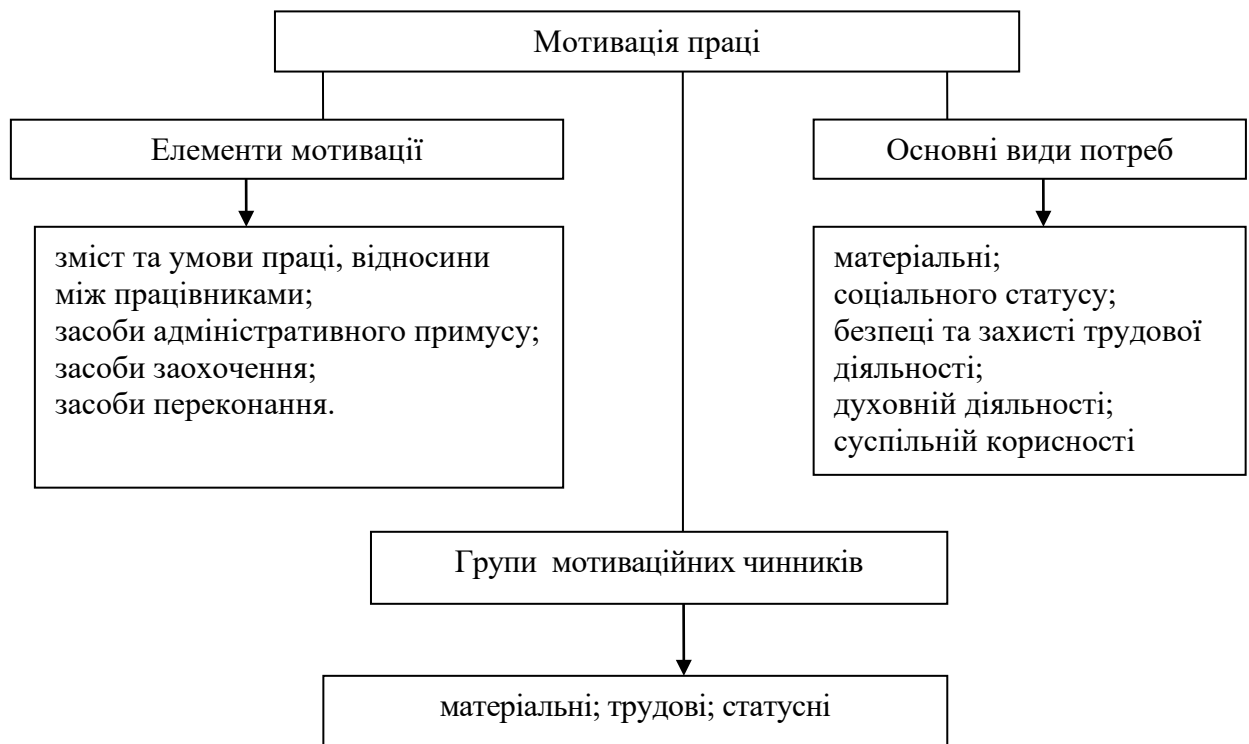 Мотивація праці
Елементи мотивації
Основні види потреб
зміст та умови праці, відносини
між працівниками;
засоби адміністративного примусу;
засоби заохочення;
засоби переконання.
матеріальні;
соціального статусу;
безпеці та захисті трудової
діяльності;
духовній діяльності;
суспільній корисності
Групи мотиваційних чинників
матеріальні; трудові; статусні